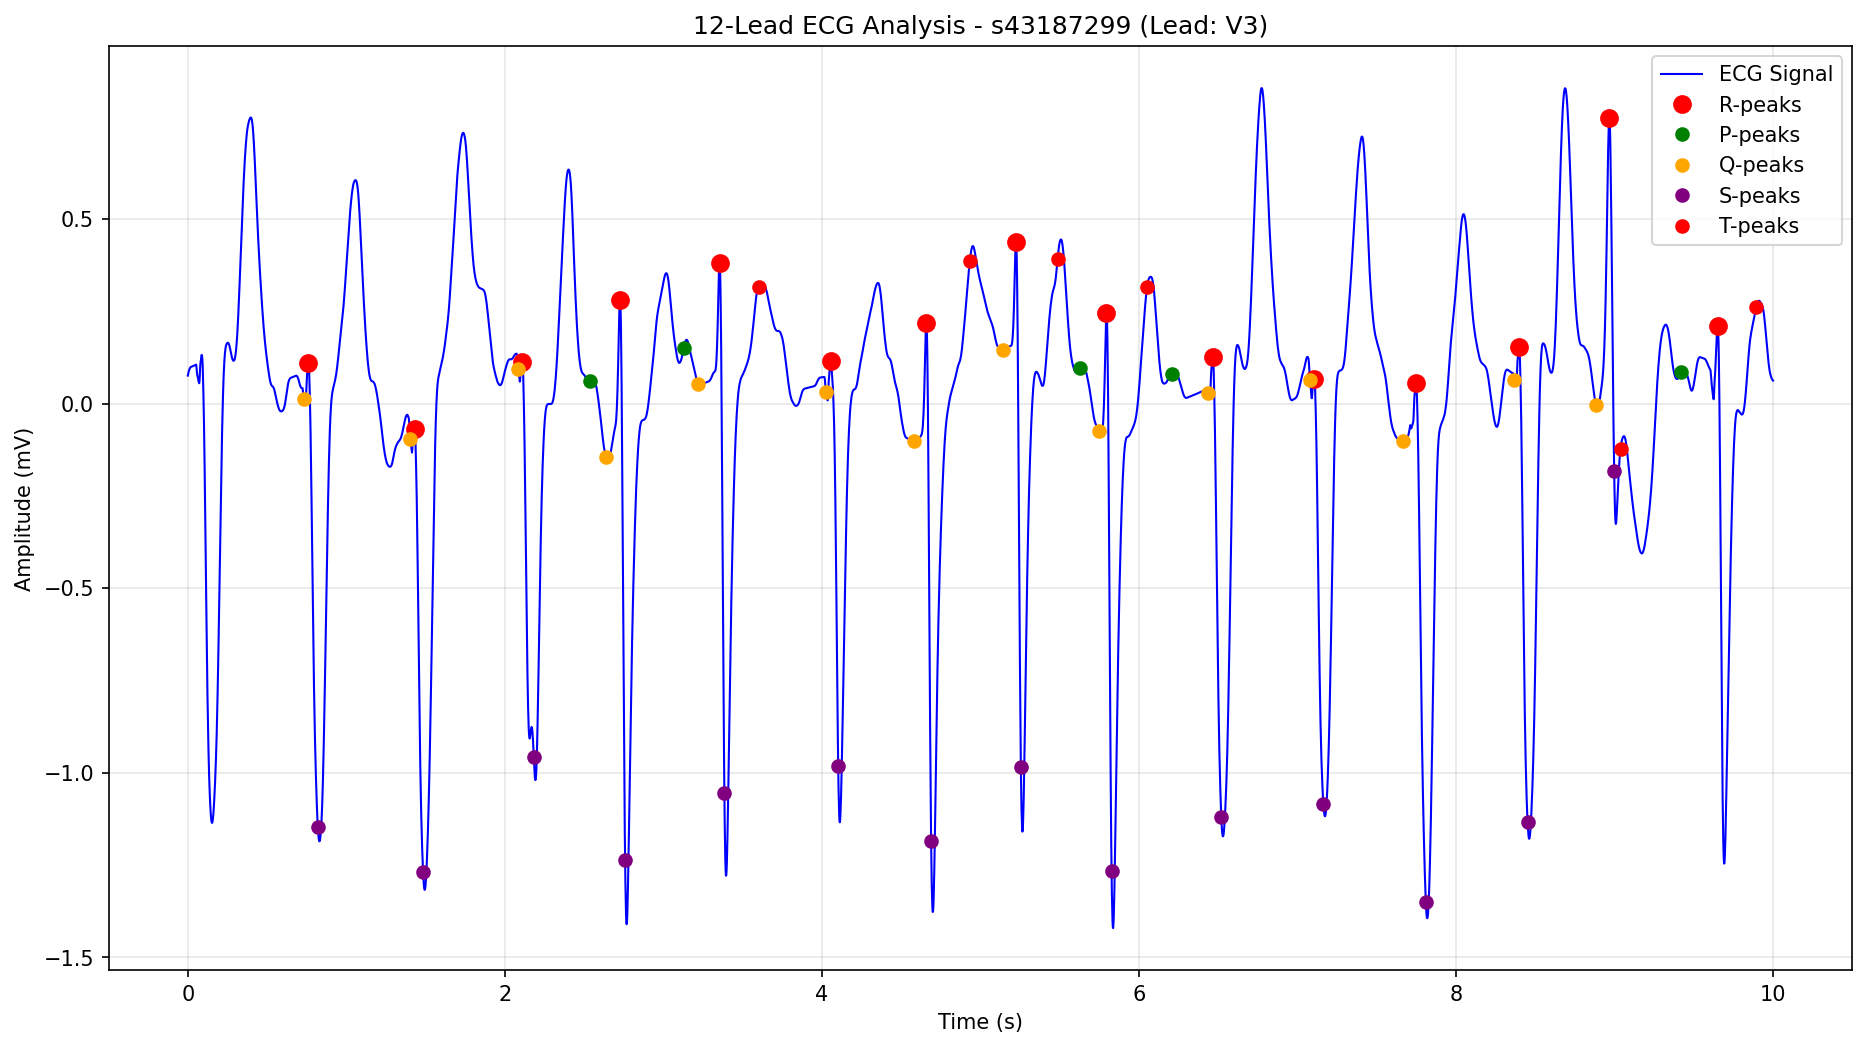 12-Lead ECG Analysis - s43187299 (Lead: V3)
ECG Signal
R-peaks
P-peaks
Q-peaks
S-peaks
T-peaks
Amplitude (mV)
0.5
0.0
−0.5
−1.0
−1.5
0 2 4 6 8 10
Time (s)